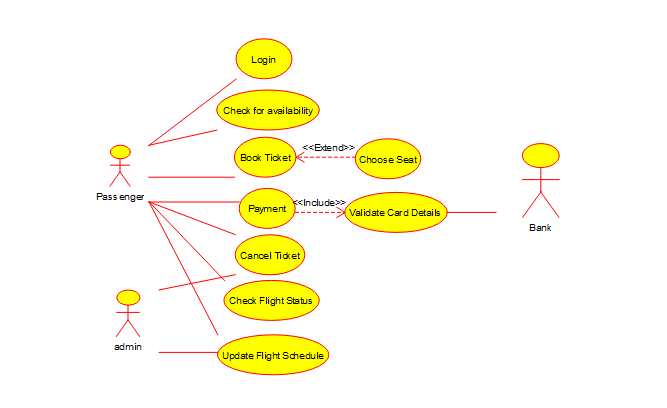 Login
Check for availability
<<Extend>>
Book Ticket
Choose Seat
Passenger
<<Include>>
Payment
Validate Card Details
Bank
Cancel Ticket
Check Flight Status
admin
Update Flight Schedule